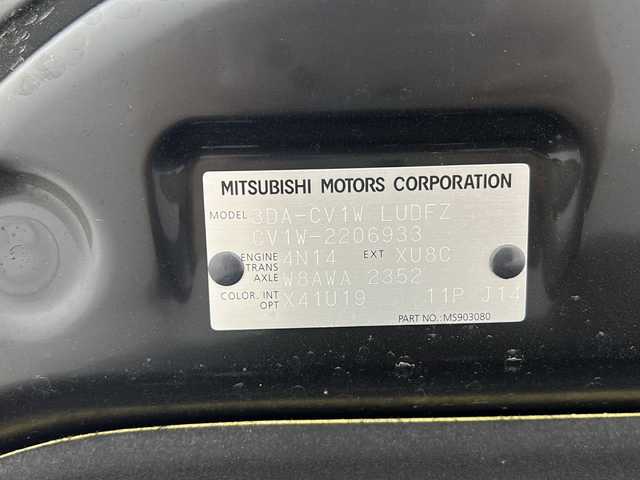 MITSUBISHI MOTORS CORPORATION
MODEL 3DA-CV1W LUDFZ
CV1W-2206933
ENGINE 4N14 EXT XU8C
TRANS AXLE W8AWA 2352
COLOR, INT OPT X41U19 11P J14
PART NO.: MS903080